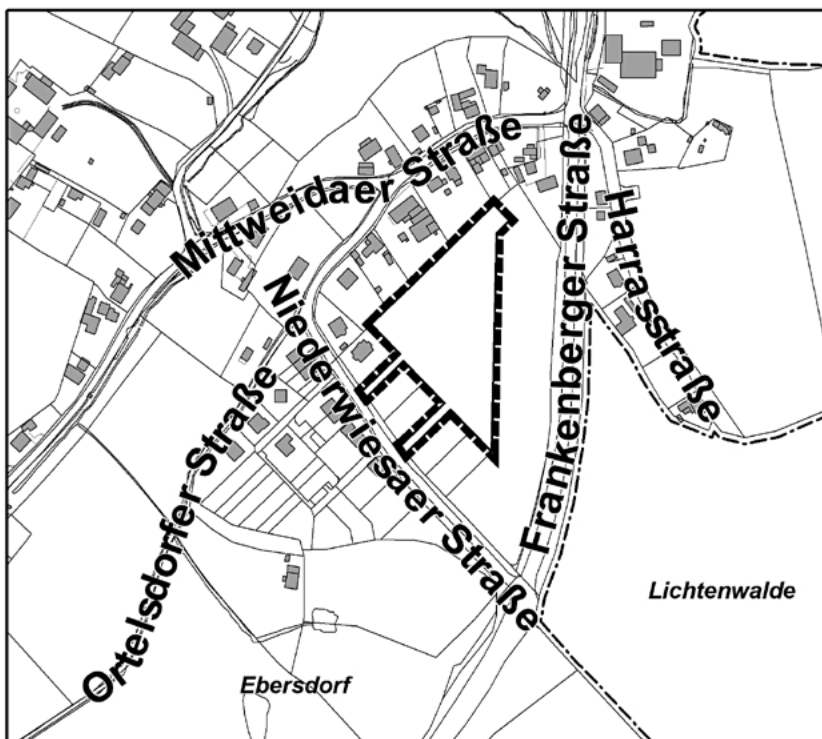 Mittweidaer Straße
Niederwiesaer Straße
Frankenberger Straße
Harrasstraße
Ortelsdorfer Straße
Lichtenwalde
Ebersdorf